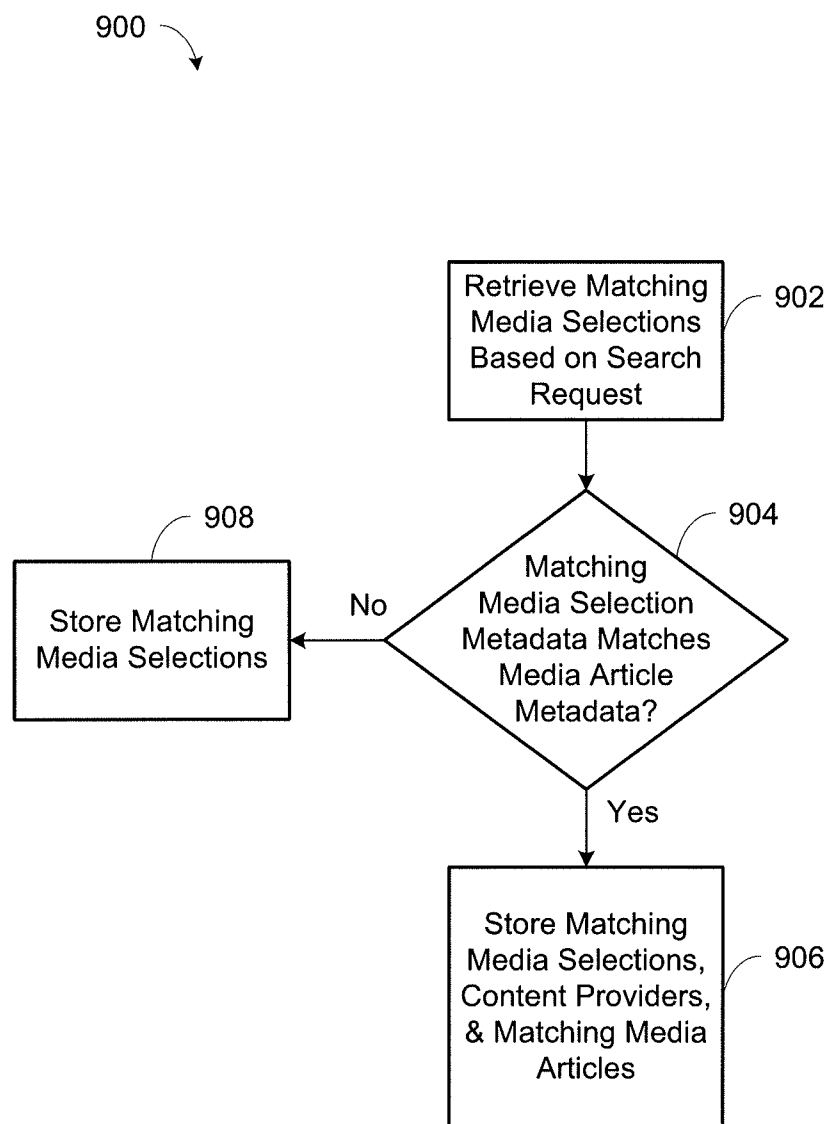 900
Retrieve Matching
Media Selections
Based on Search
Request
902
904
Matching
Media Selection
Metadata Matches
Media Article
Metadata?
908
No
Store Matching
Media Selections
Yes
Store Matching
Media Selections,
Content Providers,
& Matching Media
Articles
906